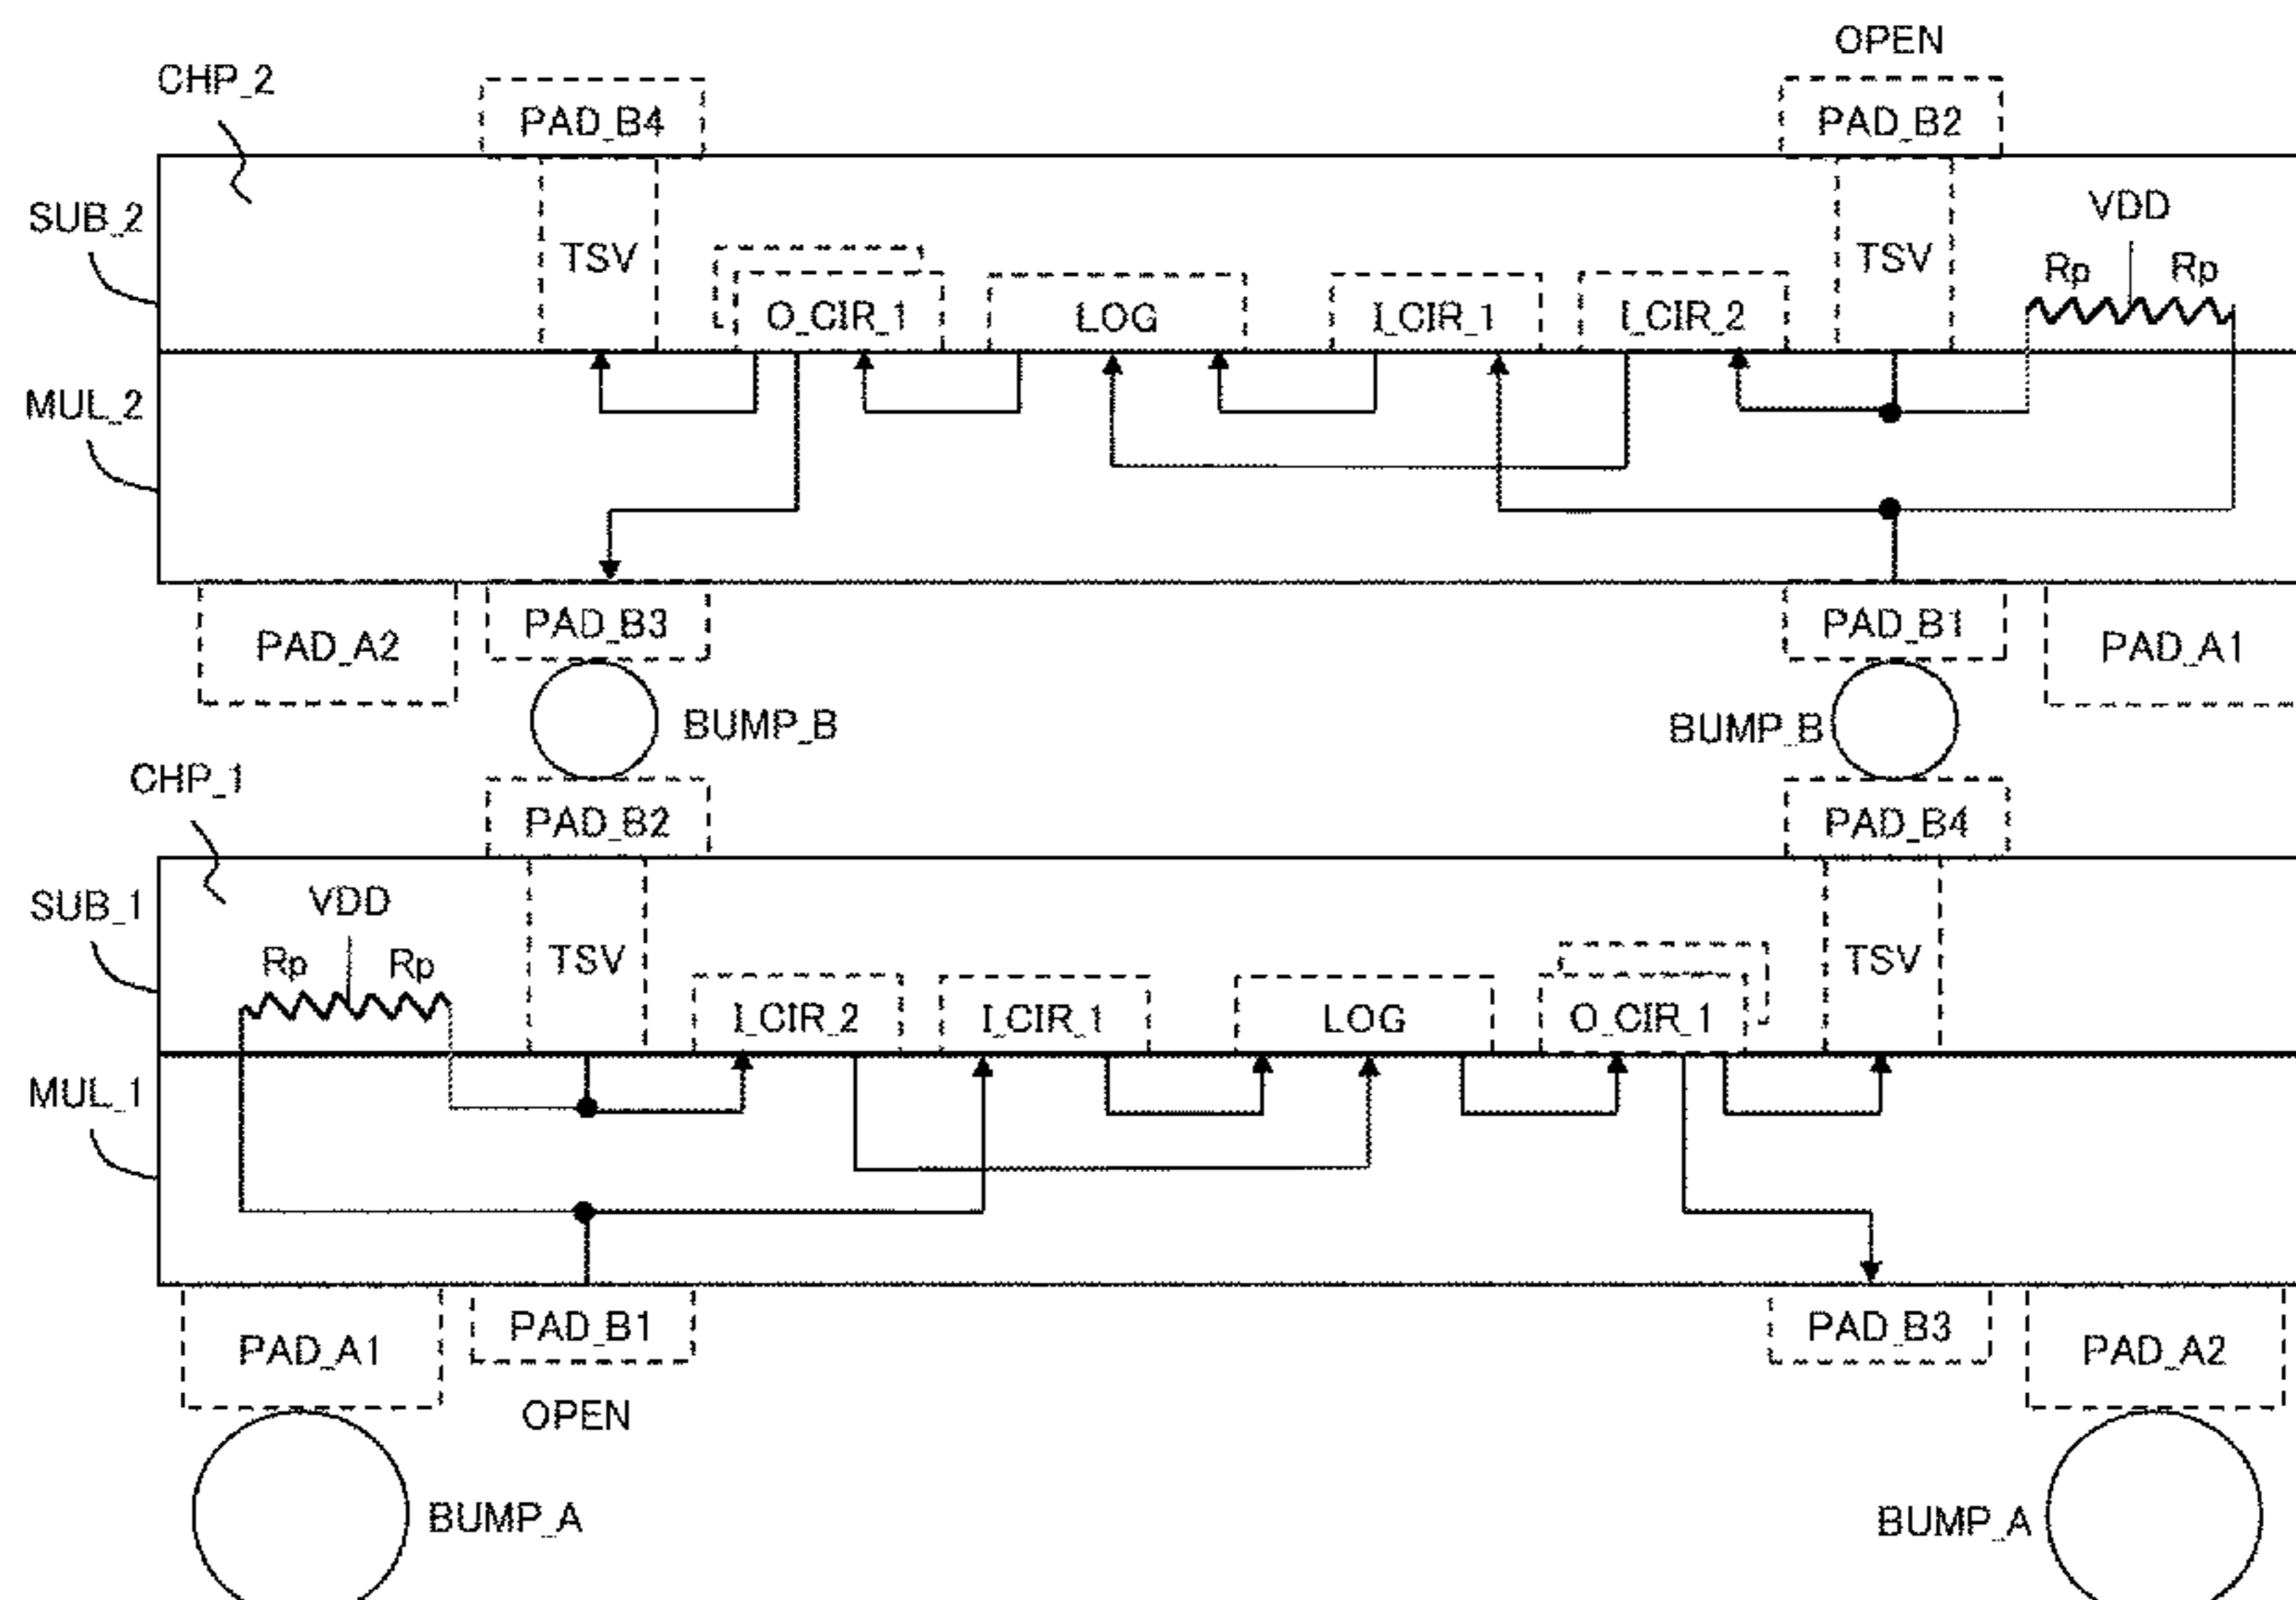 OPEN
CHP_2
PAD_B4
PAD_B2
SUB_2
TSV
TSV
VDD
Rp
Rp
O_CIR_1
LOG
I_CIR_1
I_CIR_2
MUL_2
PAD_A2
PAD_B3
PAD_B1
PAD_A1
BUMP_B
BUMP_B
CHP_1
PAD_B2
PAD_B4
SUB_1
VDD
Rp
Rp
TSV
TSV
I_CIR_2
I_CIR_1
LOG
O_CIR_1
MUL_1
PAD_A1
PAD_B1
PAD_B3
PAD_A2
OPEN
BUMP_A
BUMP_A